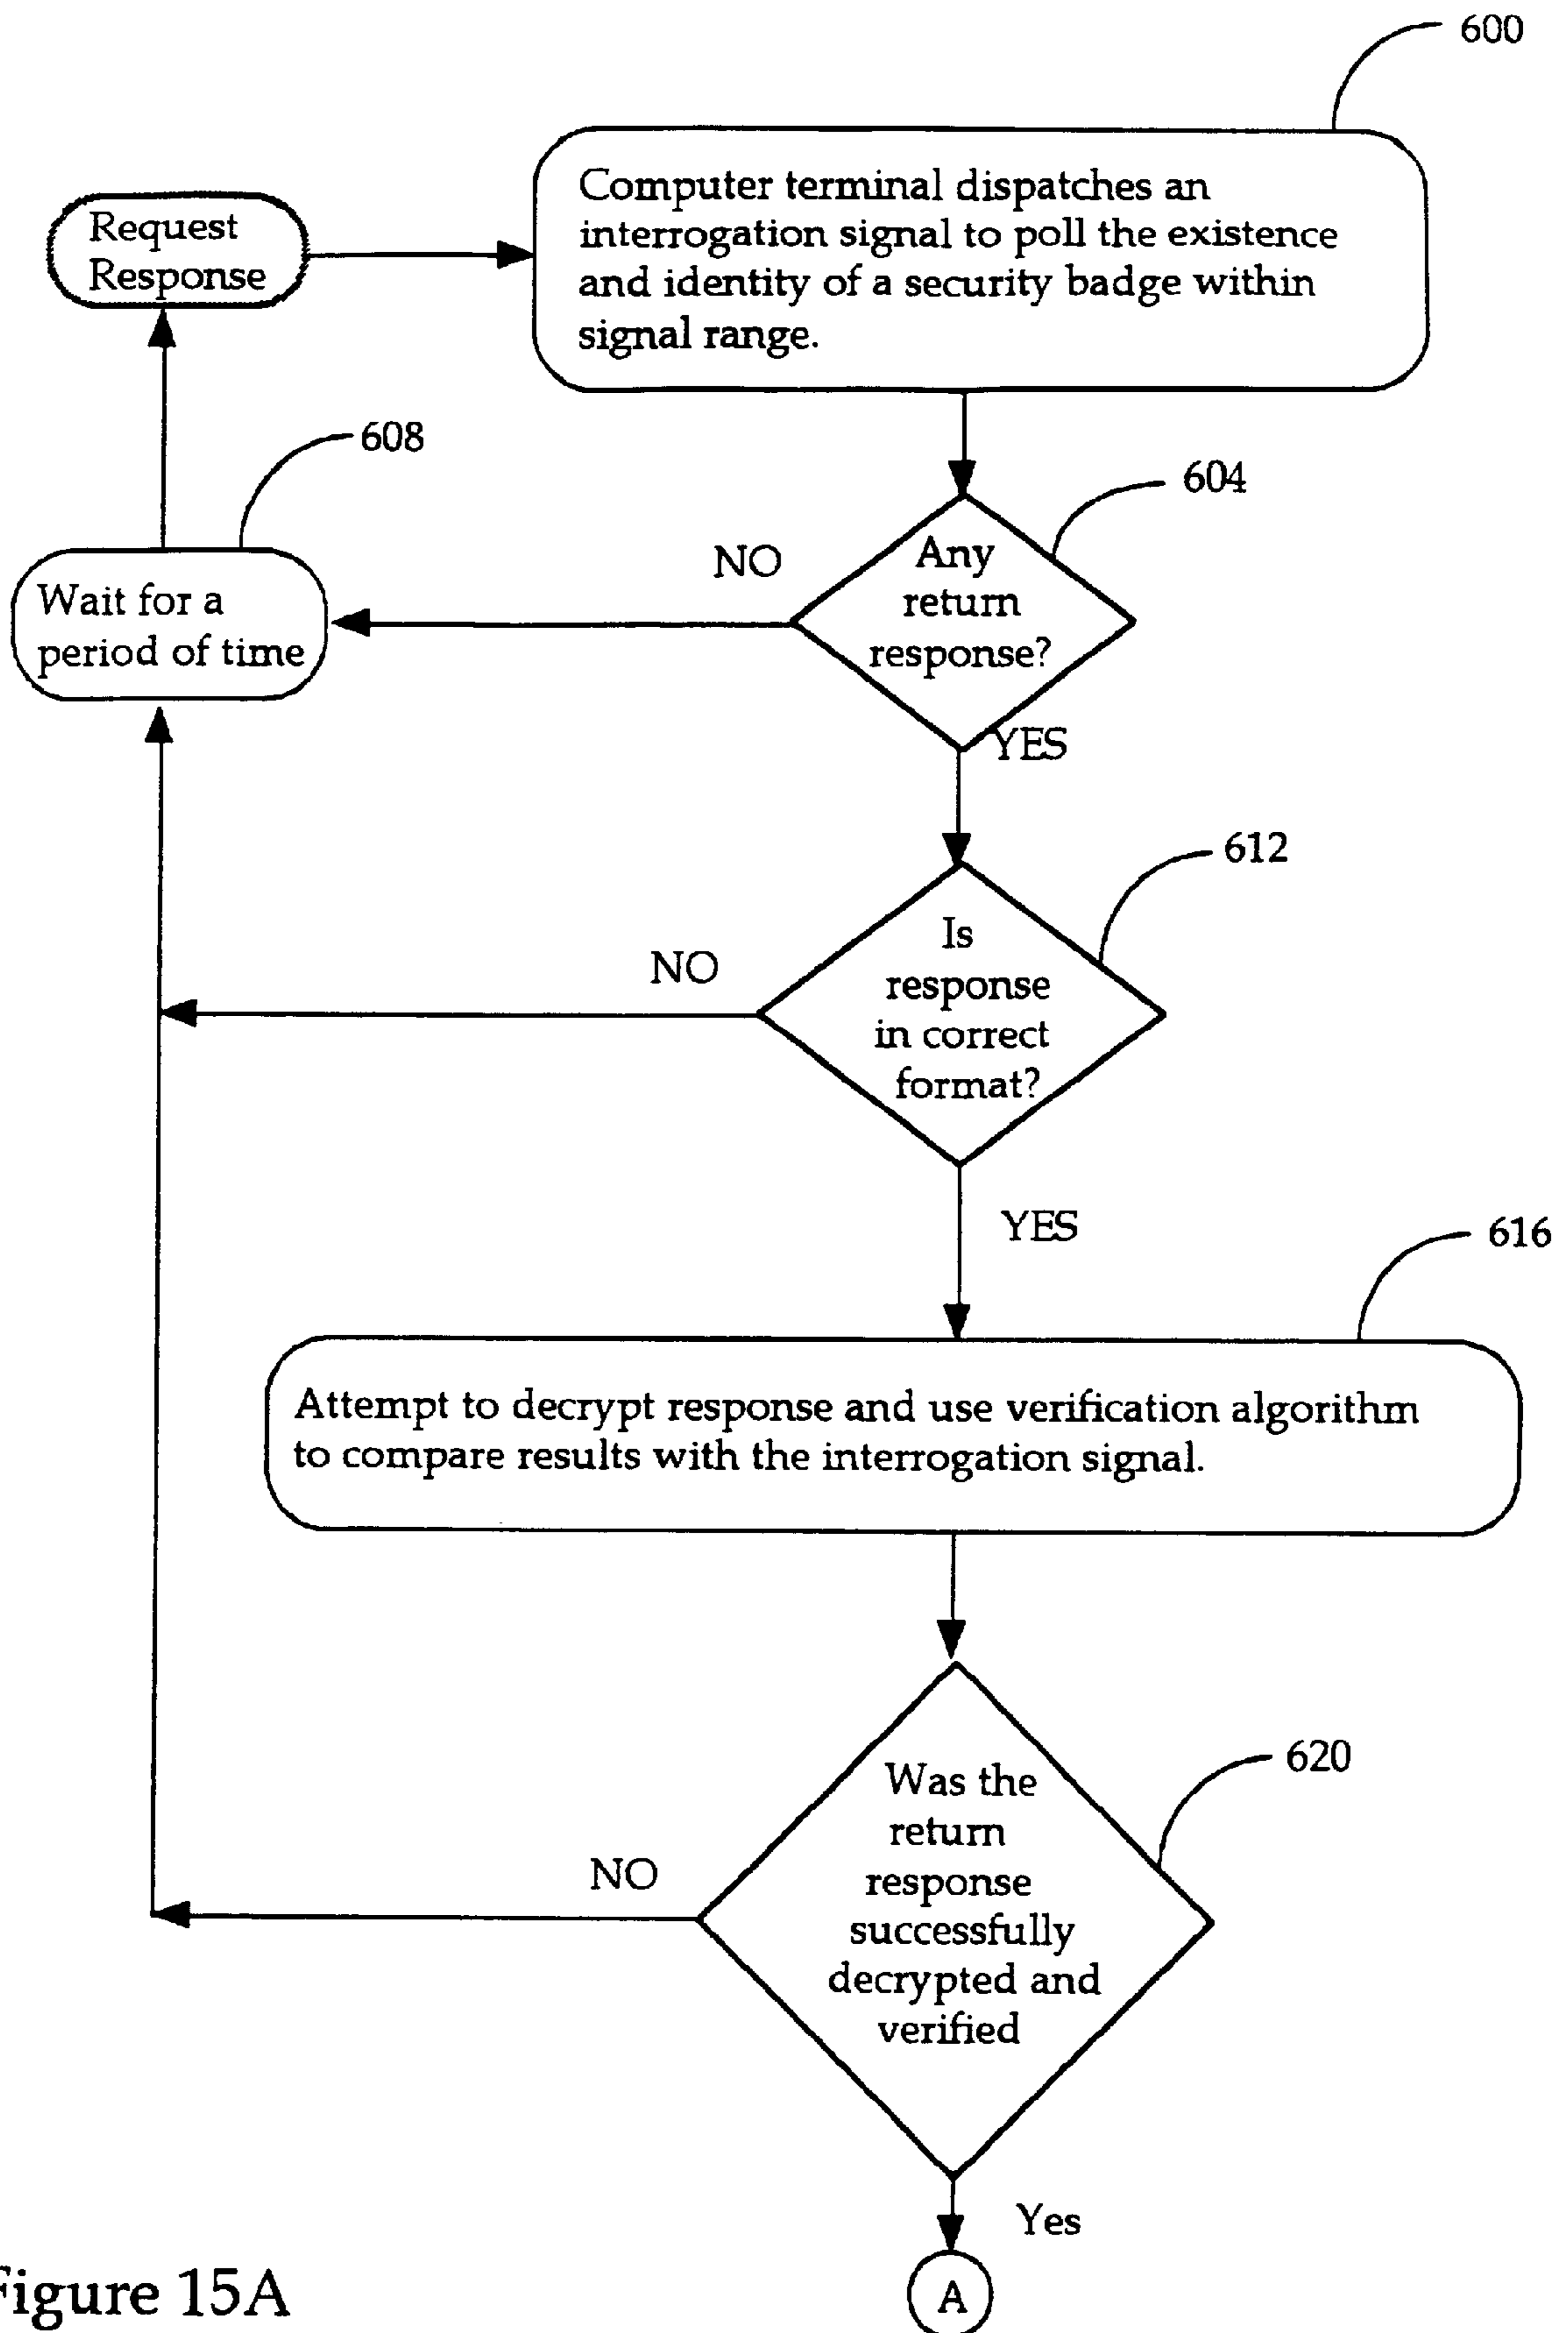 600
Computer terminal dispatches an
interrogation signal to poll the existence
and identity of a security badge within
signal range.
Request
Response
608
604
NO
Any
return
response?
Wait for a
period of time
YES
612
NO
Is
response
in correct
format?
YES
616
Attempt to decrypt response and use verification algorithm
to compare results with the interrogation signal.
620
Was the
return
response
successfully
decrypted and
verified
NO
Yes
A
Figure 15A